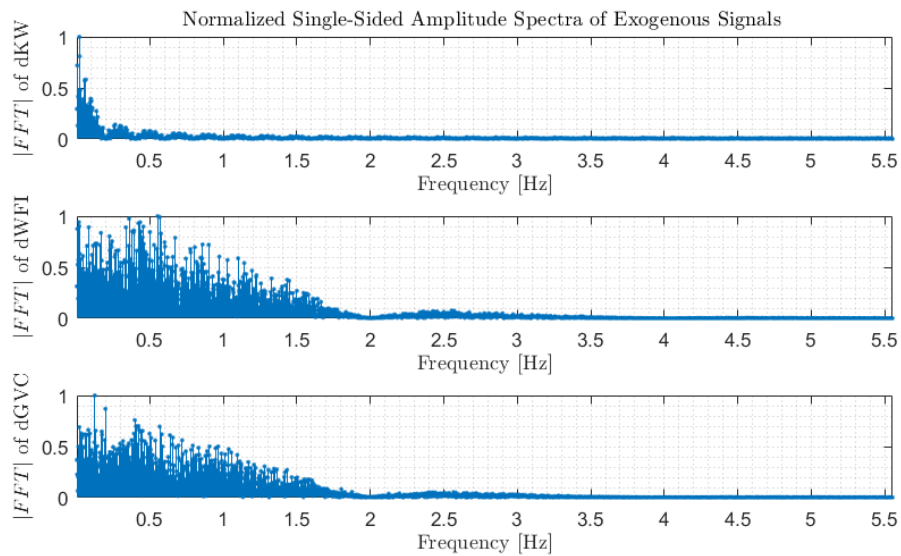 Normalized Single-Sided Amplitude Spectra of Exogenous Signals
|FFT| of dKW
1
0.5
0
0.5 1 1.5 2 2.5 3 3.5 4 4.5 5 5.5
Frequency [Hz]
|FFT| of dWFI
1
0.5
0
0.5 1 1.5 2 2.5 3 3.5 4 4.5 5 5.5
Frequency [Hz]
|FFT| of dGVC
1
0.5
0
0.5 1 1.5 2 2.5 3 3.5 4 4.5 5 5.5
Frequency [Hz]